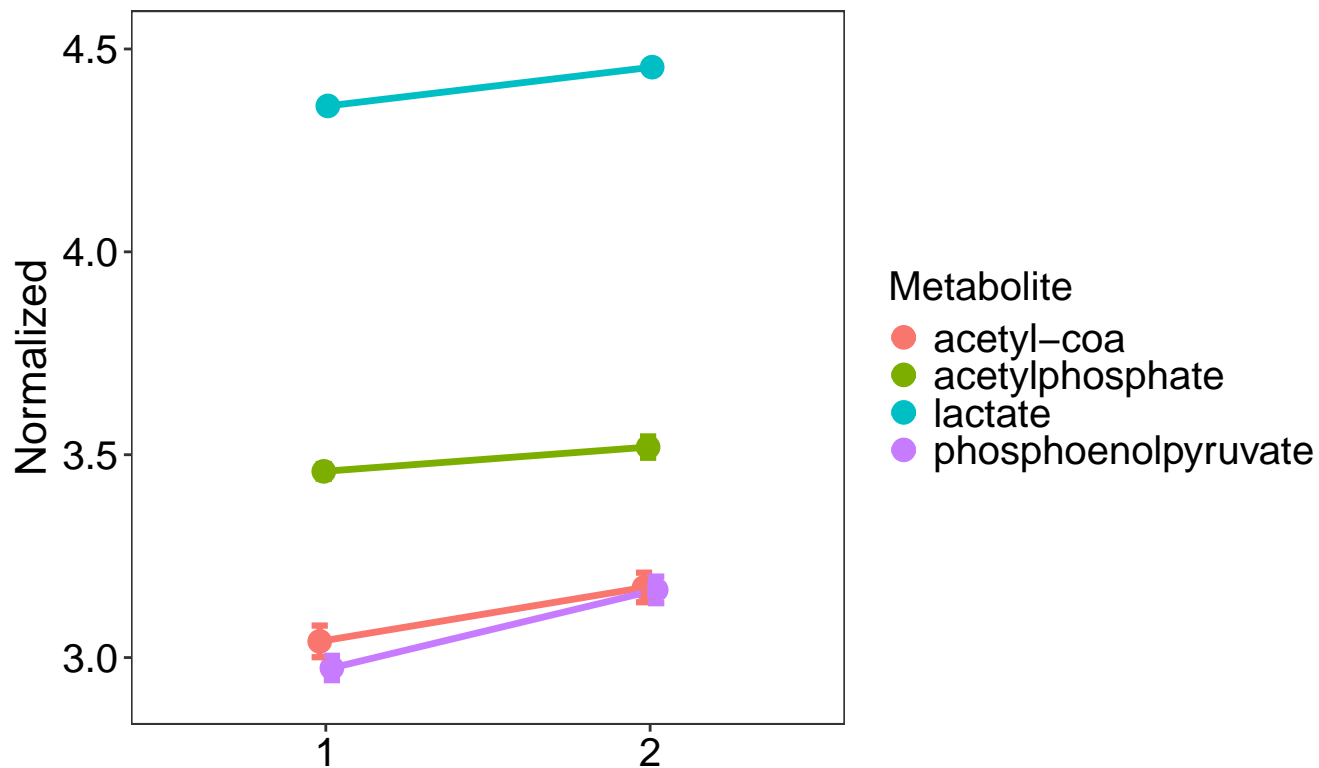 4.5
4.0
3.5
3.0
Normalized
1
2
Metabolite
acetyl−coa
acetylphosphate
lactate
phosphoenolpyruvate